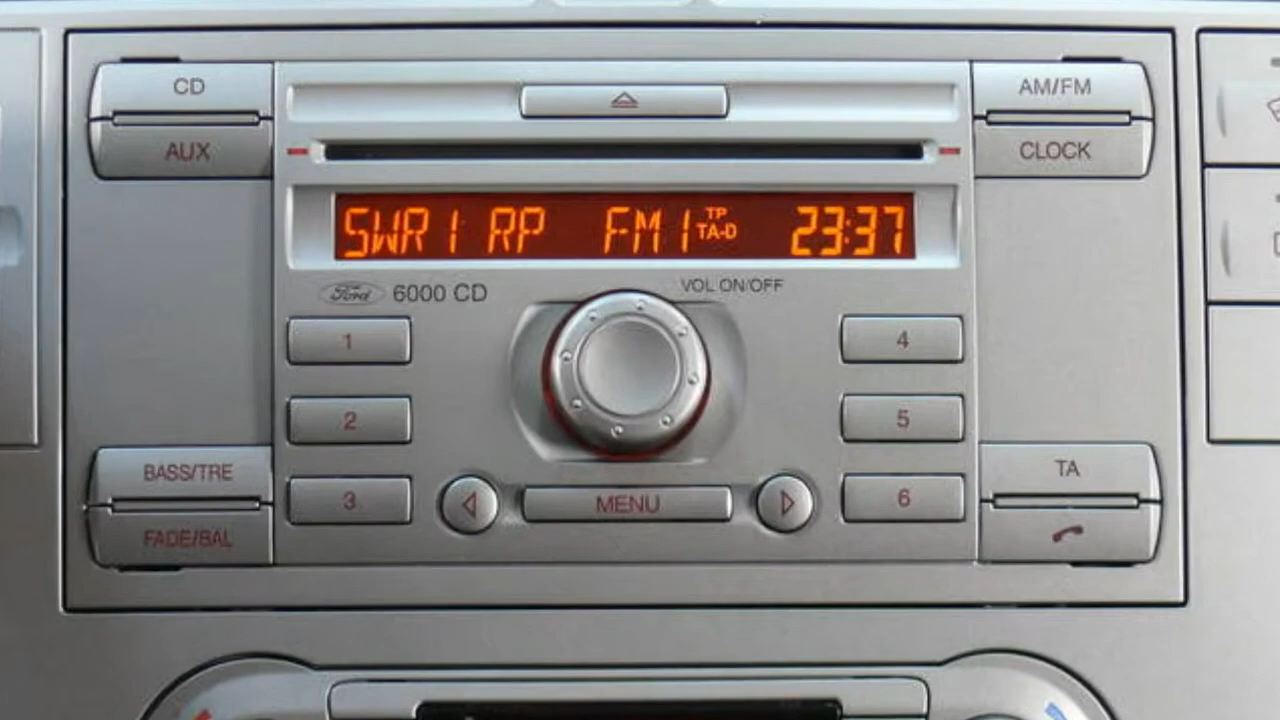 CD
AM/FM
AUX
CLOCK
SWR1 RP FM1 TP TA-D 23:37
Ford 6000 CD
VOL ON/OFF
1
4
2
5
BASS/TRE
TA
3
MENU
6
FADE/BAL